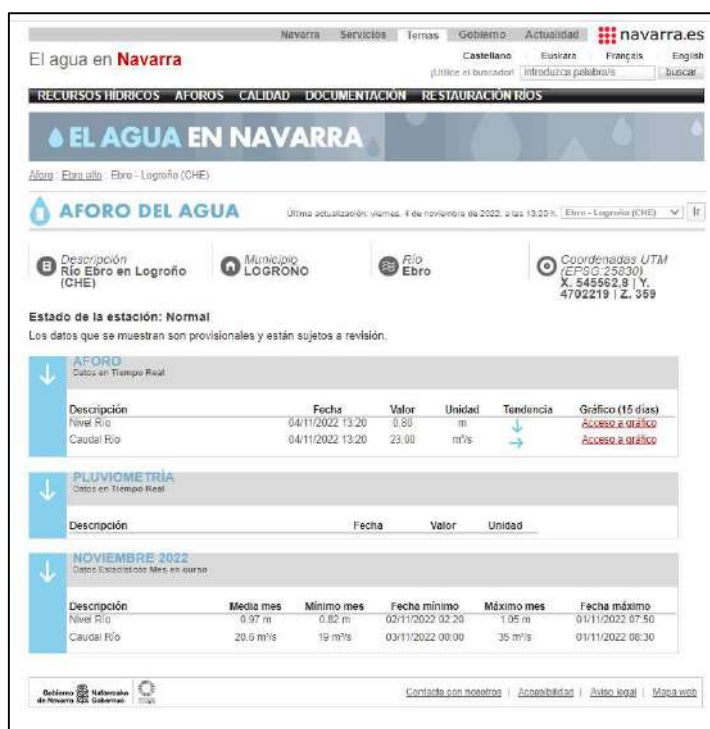 Navarra Servicios Temas Gobierno Actualidad navarra.es
El agua en Navarra
Castellano Euskara Français English
¡Utilice el buscador! introduzca palabra/s buscar
RECURSOS HÍDRICOS AFOROS CALIDAD DOCUMENTACIÓN RESTAURACIÓN RÍOS
EL AGUA EN NAVARRA
Aforo : Ebro alto : Ebro - Logroño (CHE)
AFORO DEL AGUA
Última actualización: viernes, 4 de noviembre de 2022, a las 13:20 h. Ebro - Logroño (CHE) Ir
Descripción
Río Ebro en Logroño
(CHE)
Municipio
LOGROÑO
Río
Ebro
Coordenadas UTM
(EPSG:25830)
X. 545562,8 | Y.
4702219 | Z. 359
Estado de la estación: Normal
Los datos que se muestran son provisionales y están sujetos a revisión.
AFORO
Datos en Tiempo Real
Descripción Fecha Valor Unidad Tendencia Gráfico (15 días)
Nivel Río 04/11/2022 13:20 0,80 m Acceso a gráfico
Caudal Río 04/11/2022 13:20 23,00 m³/s Acceso a gráfico
PLUVIOMETRÍA
Datos en Tiempo Real
Descripción Fecha Valor Unidad
NOVIEMBRE 2022
Datos Estadísticos Mes en curso
Descripción Media mes Mínimo mes Fecha mínimo Máximo mes Fecha máximo
Nivel Río 0.97 m 0.82 m 02/11/2022 02:20 1.05 m 01/11/2022 07:50
Caudal Río 20.6 m³/s 19 m³/s 03/11/2022 00:00 35 m³/s 01/11/2022 08:30
Gobierno de Navarra Nafarroako Gobernua
Contacte con nosotros | Accesibilidad | Aviso legal | Mapa web